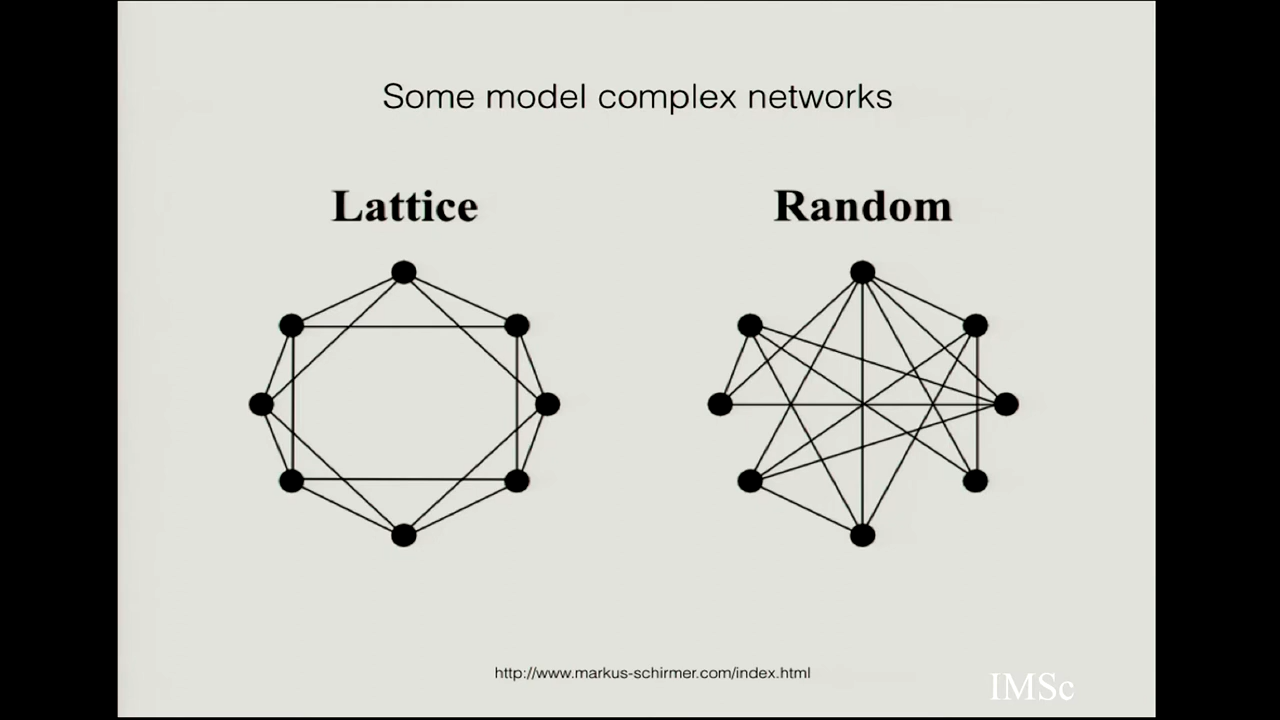 Some model complex networks
Lattice
Random
http://www.markus-schirmer.com/index.html
IMSc